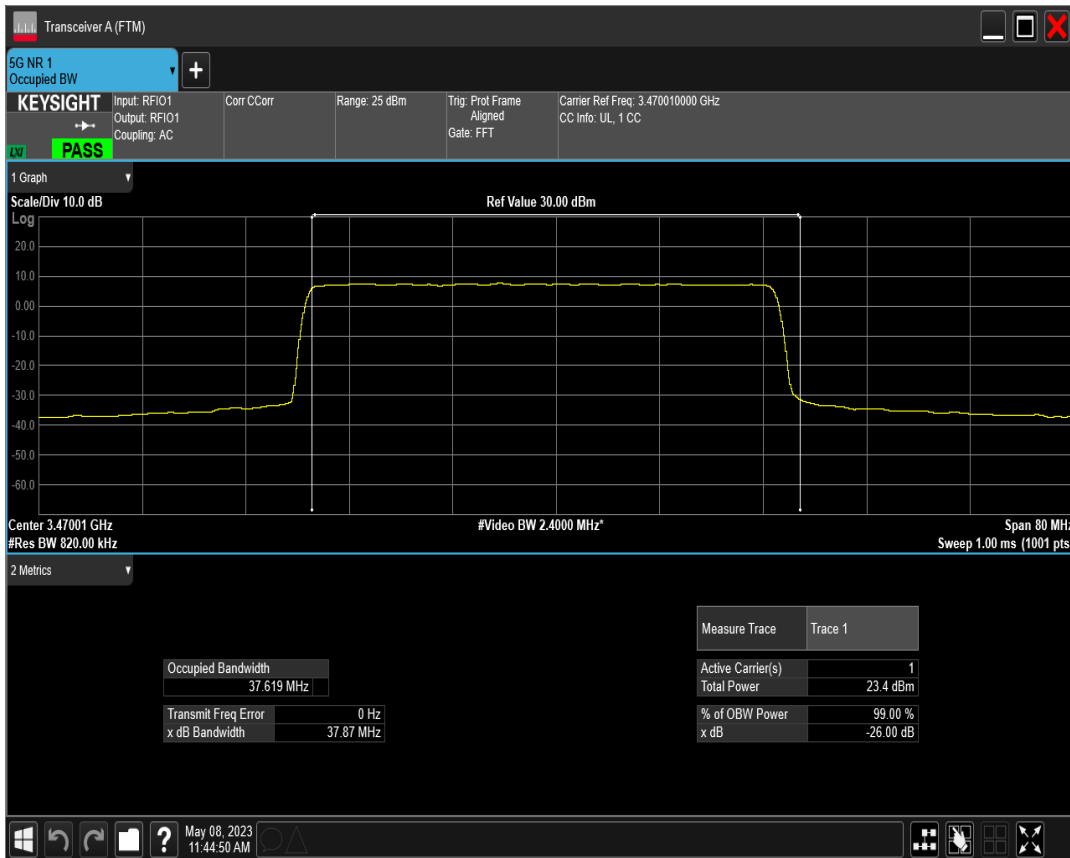 Transceiver A (FTM)
5G NR 1
Occupied BW
+
KEYSIGHT
LXI
PASS
Input: RFIO1
Output: RFIO1
Coupling: AC
Corr CCorr
Range: 25 dBm
Trig: Prot Frame
Aligned
Gate: FFT
Carrier Ref Freq: 3.470010000 GHz
CC Info: UL, 1 CC
1 Graph
Scale/Div 10.0 dB
Ref Value 30.00 dBm
Log
20.0
10.0
0.00
-10.0
-20.0
-30.0
-40.0
-50.0
-60.0
Center 3.47001 GHz
#Video BW 2.4000 MHz*
Span 80 MHz
#Res BW 820.00 kHz
Sweep 1.00 ms (1001 pts
2 Metrics
Measure Trace Trace 1
Occupied Bandwidth
37.619 MHz
Active Carrier(s) 1
Total Power 23.4 dBm
Transmit Freq Error 0 Hz
x dB Bandwidth 37.87 MHz
% of OBW Power 99.00 %
x dB -26.00 dB
?
May 08, 2023
11:44:50 AM